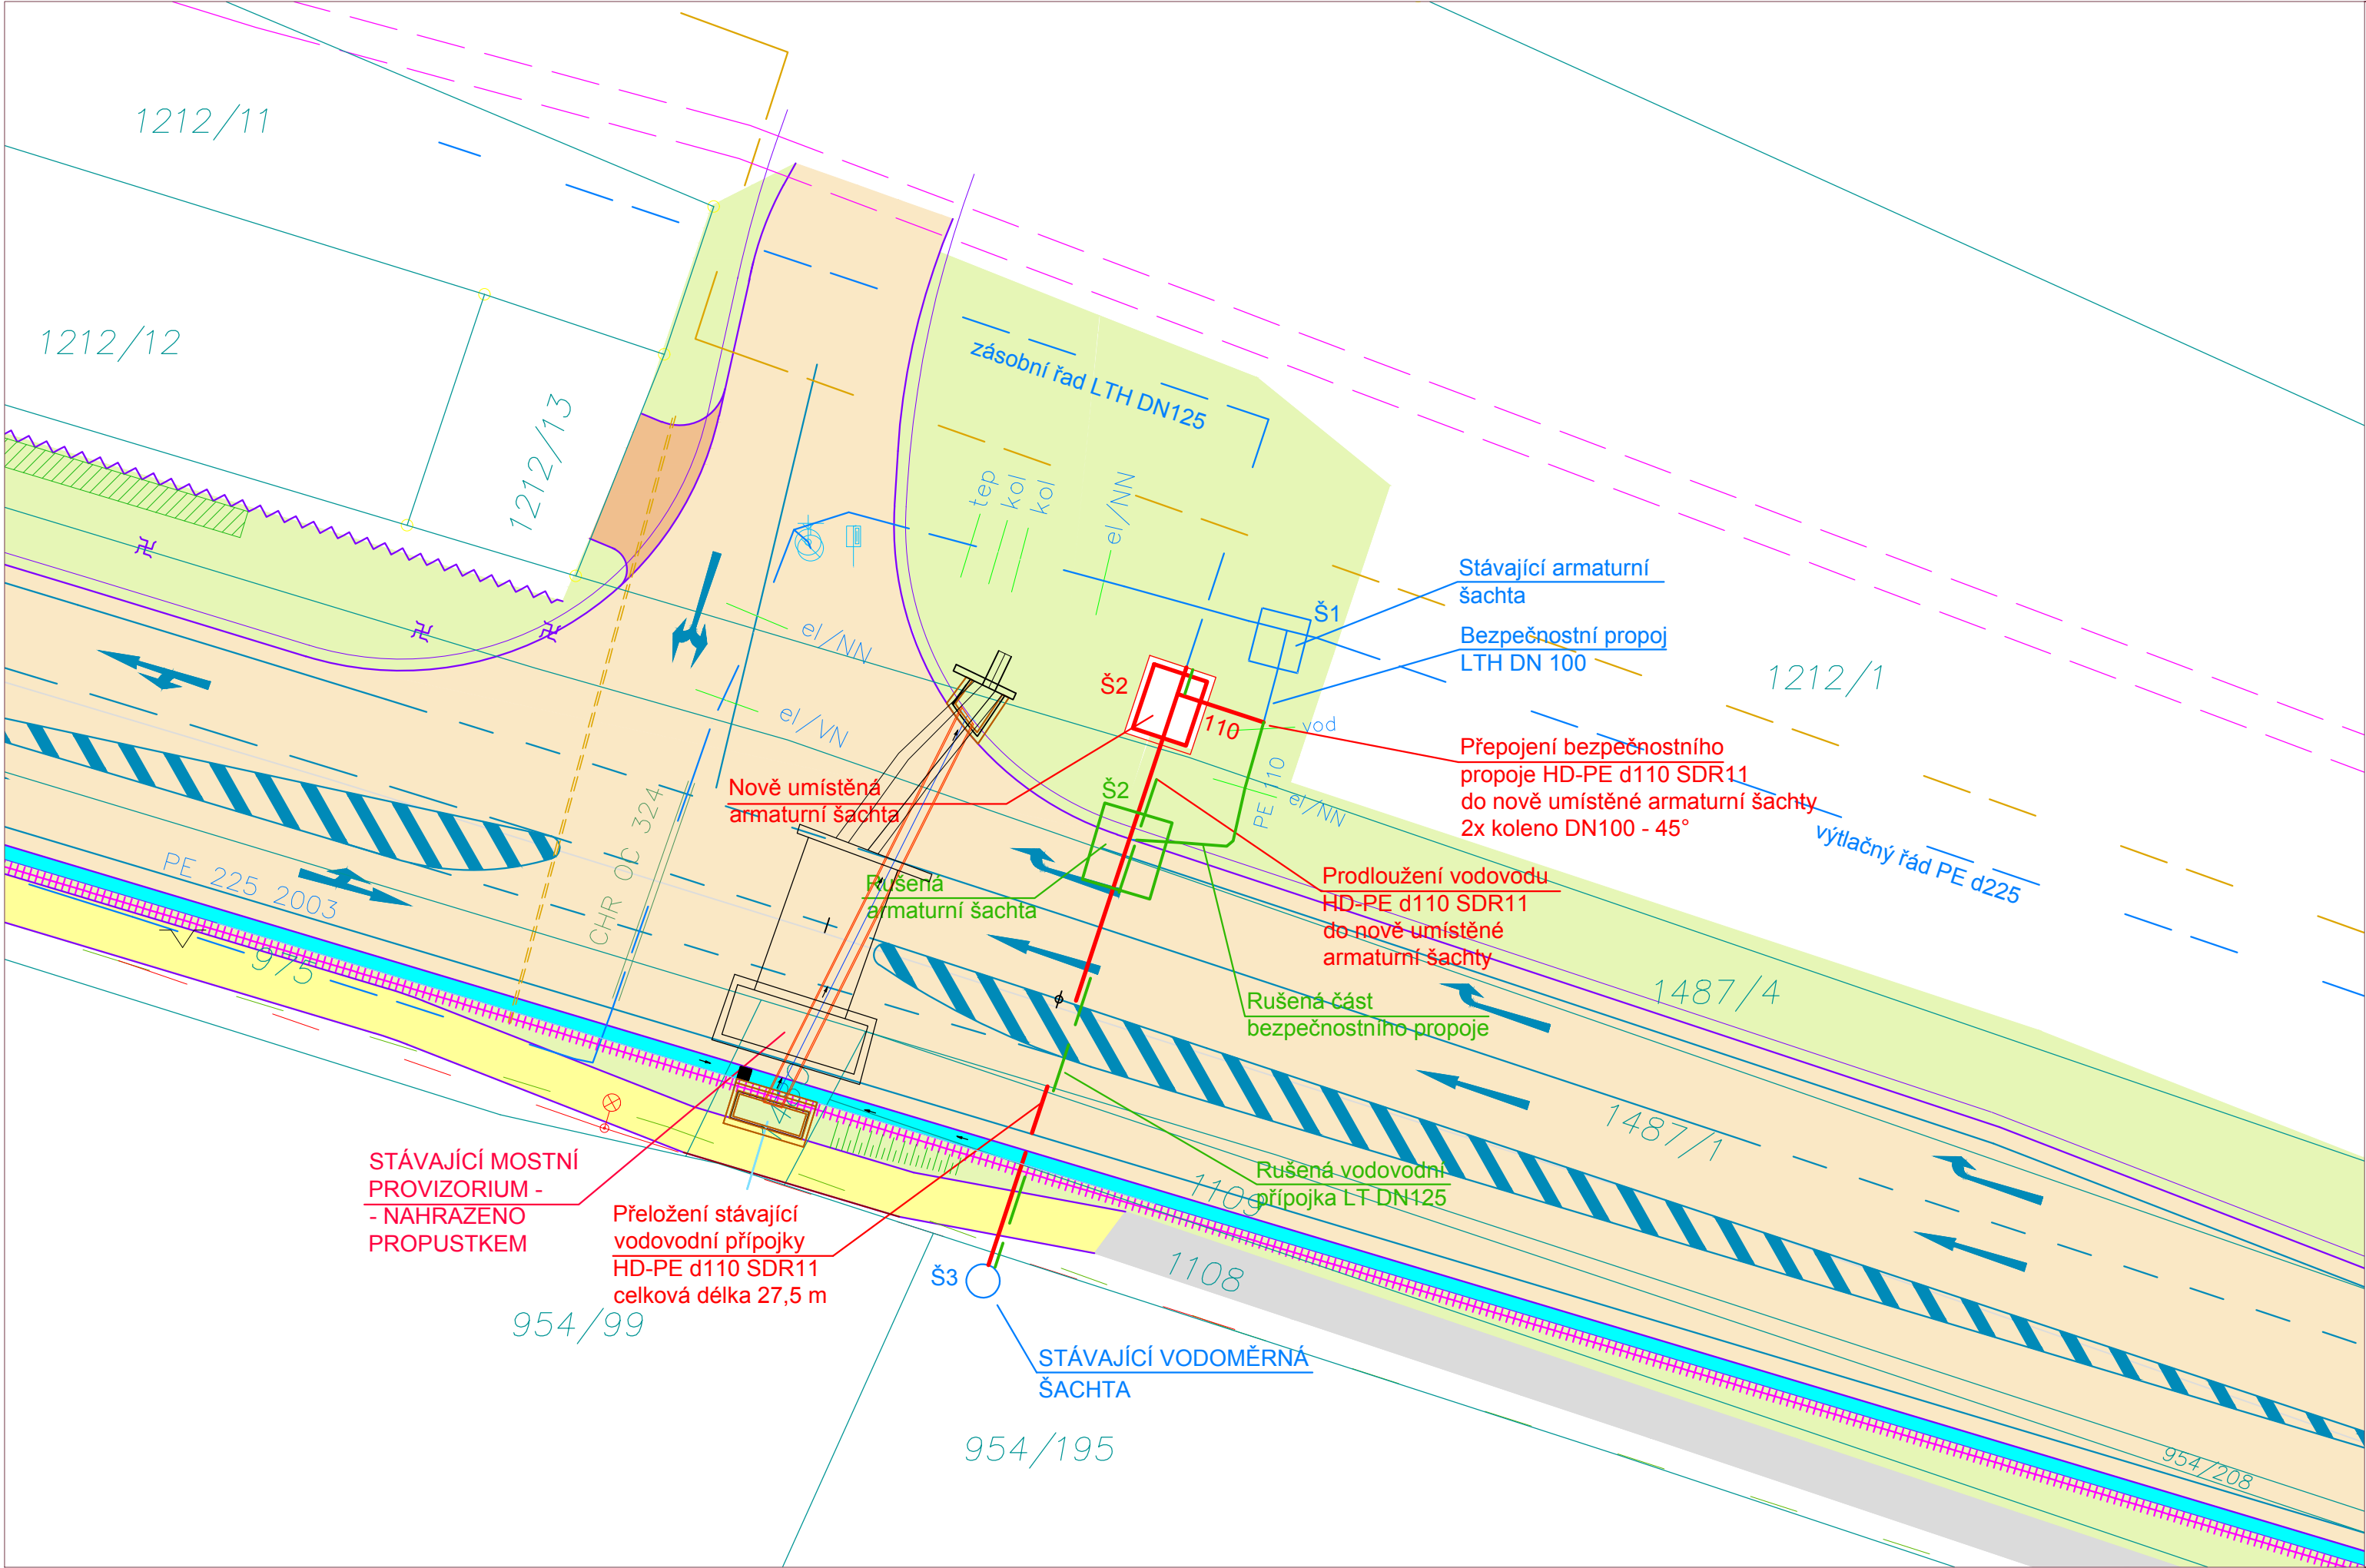 1212/11
1212/12
1212/13
zásobní řad LTH DN125
tep
kol
kol
el/NN
el/NN
el/VN
Stávající armaturní
šachta
Š1
Bezpečnostní propoj
LTH DN 100
1212/1
Š2
110
vod
Přepojení bezpečnostního
propoje HD-PE d110 SDR11
do nově umístěné armaturní šachty
2x koleno DN100 - 45°
Nově umístěná
armaturní šachta
Š2
PE 110
el/NN
výtlačný řád PE d225
CHR OC 324
PE 225 2003
975
Rušená
armaturní šachta
Prodloužení vodovodu
HD-PE d110 SDR11
do nově umístěné
armaturní šachty
1487/4
Rušená část
bezpečnostního propoje
1487/1
STÁVAJÍCÍ MOSTNÍ
PROVIZORIUM -
- NAHRAZENO
PROPUSTKEM
Rušená vodovodní
přípojka LT DN125
1109
Přeložení stávající
vodovodní přípojky
HD-PE d110 SDR11
celková délka 27,5 m
1108
Š3
954/99
STÁVAJÍCÍ VODOMĚRNÁ
ŠACHTA
954/195
954/208